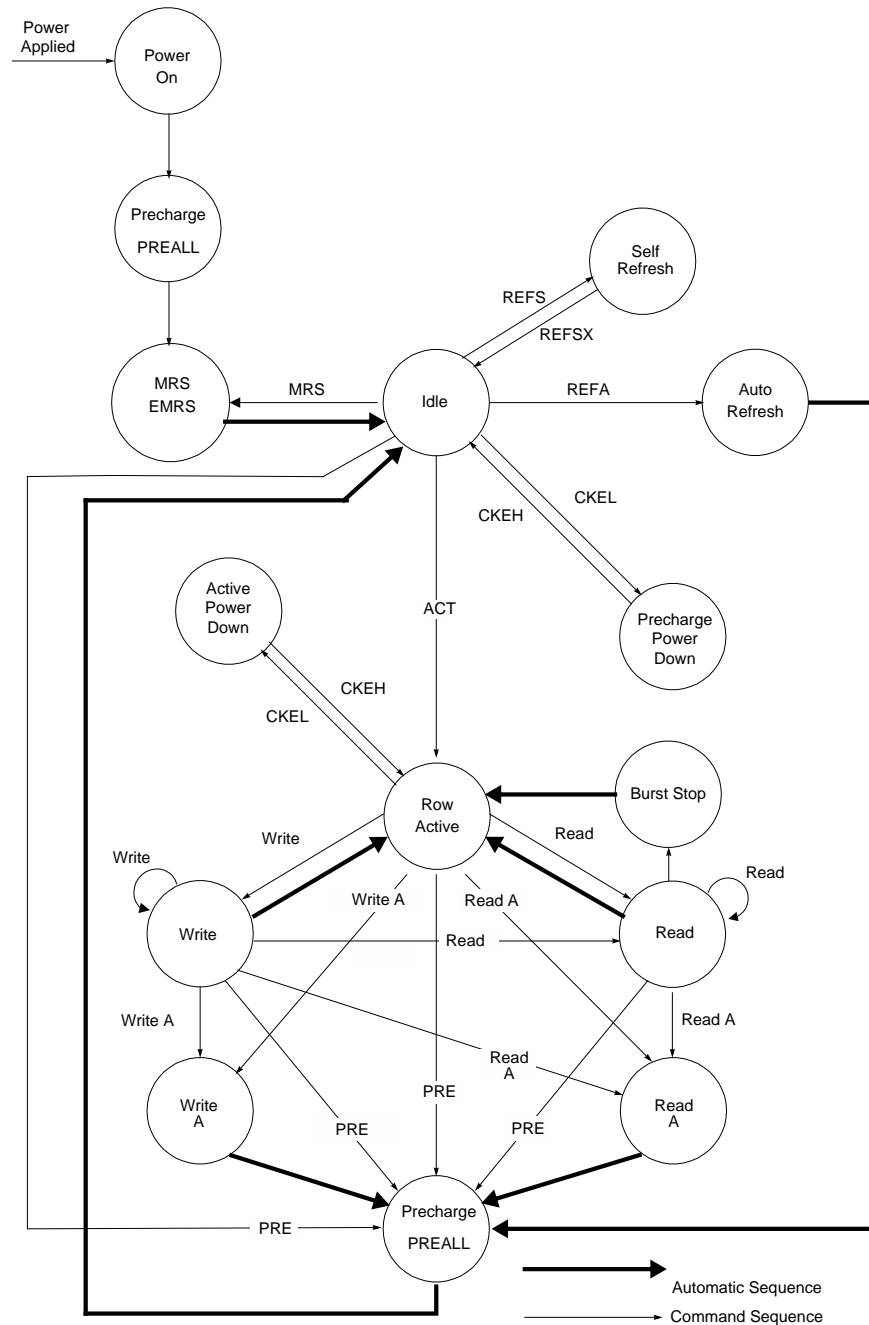 Power
Applied
Power
On
Precharge
PREALL
Self
Refresh
REFS
REFSX
MRS
EMRS
MRS
Idle
REFA
Auto
Refresh
CKEL
CKEH
Active
Power
Down
ACT
Precharge
Power
Down
CKEH
CKEL
Burst Stop
Row
Active
Write
Read
Write
Read
Write A
Read A
Write
Read
Read
Write A
Read A
Read
A
Write
A
PRE
Read
A
PRE
PRE
Precharge
PREALL
PRE
Automatic Sequence
Command Sequence